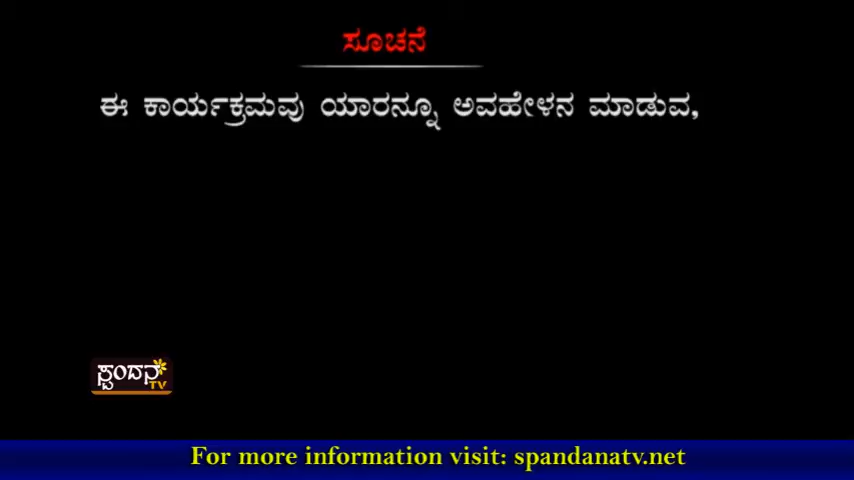 ಸೂಚನೆ
ಈ ಕಾರ್ಯಕ್ರಮವು ಯಾರನ್ನೂ ಅವಹೇಳನ ಮಾಡುವ,
ಸ್ಪಂದನ
TV
For more information visit: spandanatv.net